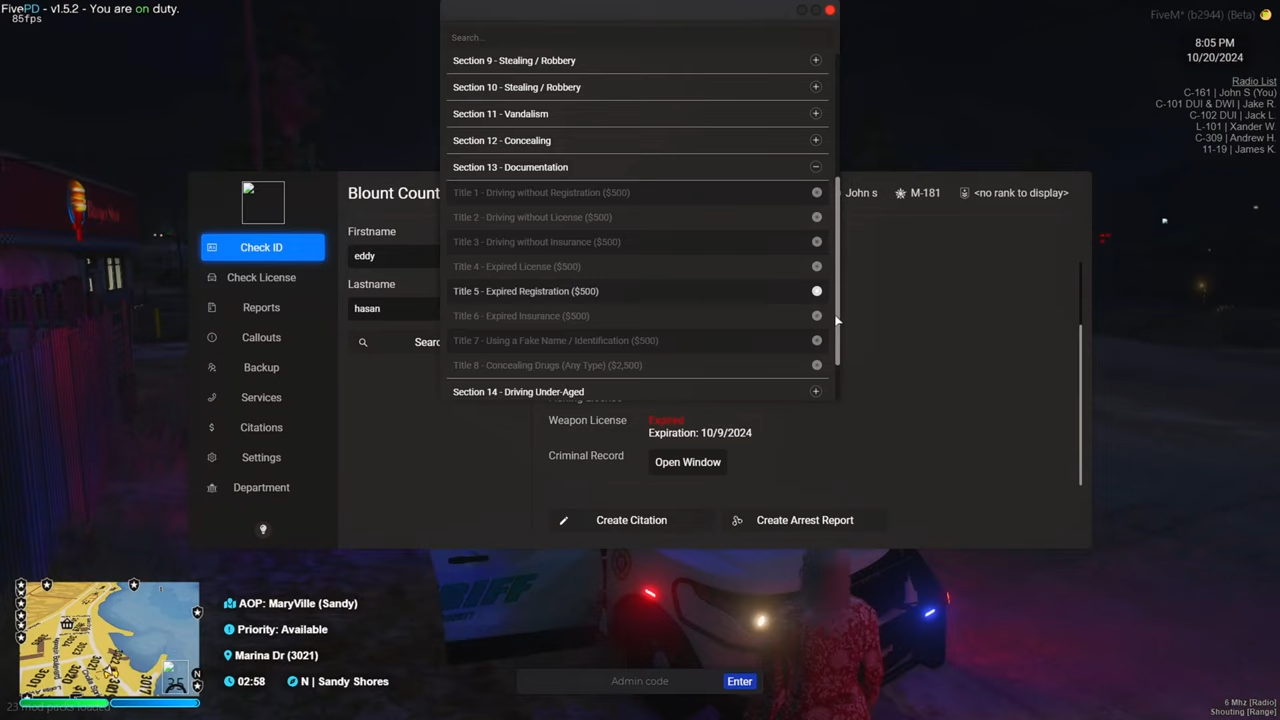 FivePD - v1.5.2 - You are on duty.
85fps
FiveM* (b2944) (Beta)
8:05 PM
10/20/2024
Radio List
C-161 | John S (You)
C-101 DUI & DWI | Jake R.
C-102 DUI | Jack L.
L-101 | Xander W.
C-309 | Andrew H.
11-19 | James K.
Search...
Section 9 - Stealing / Robbery
Section 10 - Stealing / Robbery
Section 11 - Vandalism
Section 12 - Concealing
Section 13 - Documentation
Title 1 - Driving without Registration ($500)
Title 2 - Driving without License ($500)
Title 3 - Driving without Insurance ($500)
Title 4 - Expired License ($500)
Title 5 - Expired Registration ($500)
Title 6 - Expired Insurance ($500)
Title 7 - Using a Fake Name / Identification ($500)
Title 8 - Concealing Drugs (Any Type) ($2,500)
Section 14 - Driving Under-Aged
Blount Count
John s
M-181
<no rank to display>
Check ID
Check License
Reports
Callouts
Backup
Services
Citations
Settings
Department
Firstname
eddy
Lastname
hasan
Searc
Weapon License
Expired
Expiration: 10/9/2024
Criminal Record
Open Window
Create Citation
Create Arrest Report
RIFF
AOP: MaryVille (Sandy)
Priority: Available
Marina Dr (3021)
02:58
N | Sandy Shores
Admin code
Enter
23 mod packs loaded
6 Mhz [Radio]
Shouting [Range]